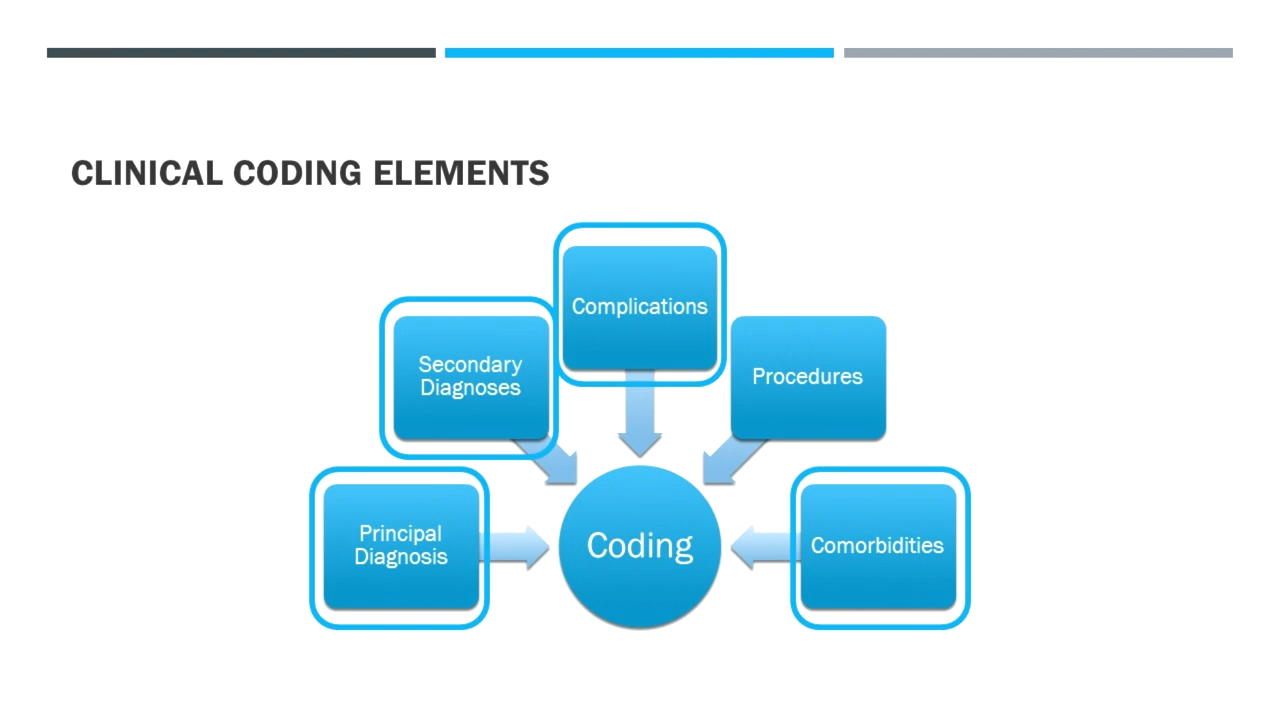 CLINICAL CODING ELEMENTS
Complications
Secondary
Diagnoses
Procedures
Principal
Diagnosis
Coding
Comorbidities